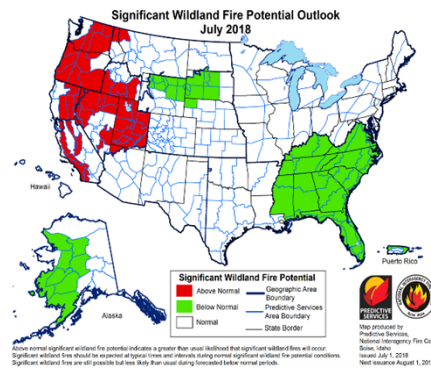 Significant Wildland Fire Potential Outlook
July 2018
Hawaii
Alaska
Puerto Rico
Significant Wildland Fire Potential
Above Normal
Below Normal
Normal
Geographic Area
Boundary
Predictive Services
Area Boundary
State Border
PREDICTIVE
SERVICES
Map produced by
Predictive Services,
National Interagency Fire Ce
Boise, Idaho
Issued July 1, 2018
Next issuance August 1, 201
Above normal significant wildland fire potential indicates a greater than usual likelihood that significant wildland fires will occur.
Significant wildland fires should be expected at typical times and intervals during normal significant wildland fire potential conditions.
Significant wildland fires are still possible but less likely than usual during forecasted below normal periods.